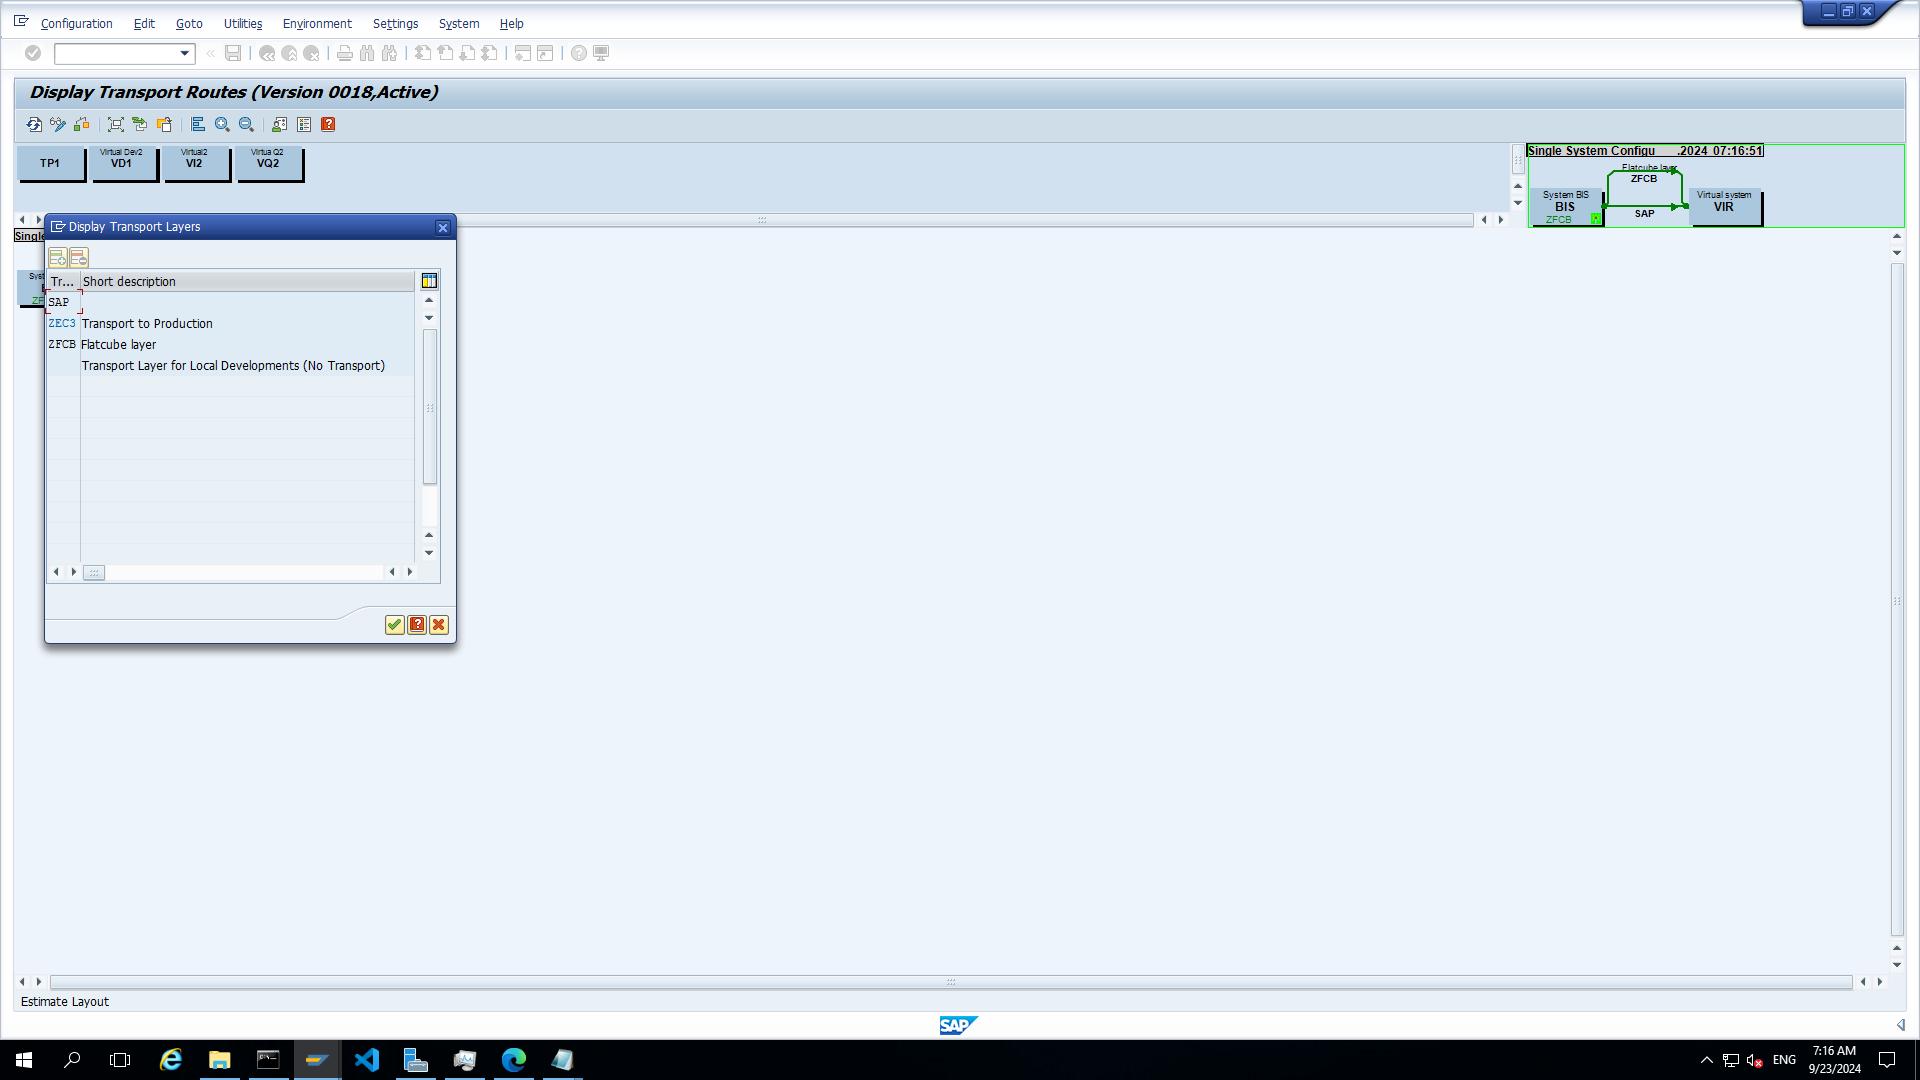 Configuration Edit Goto Utilities Environment Settings System Help
Display Transport Routes (Version 0018,Active)
TP1
Virtual Dev2
VD1
Virtual2
VI2
Virtua Q2
VQ2
Single System Configu .2024 07:16:51
Flatcube laye
ZFCB
System BIS
BIS
ZFCB
SAP
Virtual system
VIR
Single
Syst
ZF
Display Transport Layers
Tr... Short description
SAP
ZEC3 Transport to Production
ZFCB Flatcube layer
Transport Layer for Local Developments (No Transport)
Estimate Layout
SAP
ENG
7:16 AM
9/23/2024